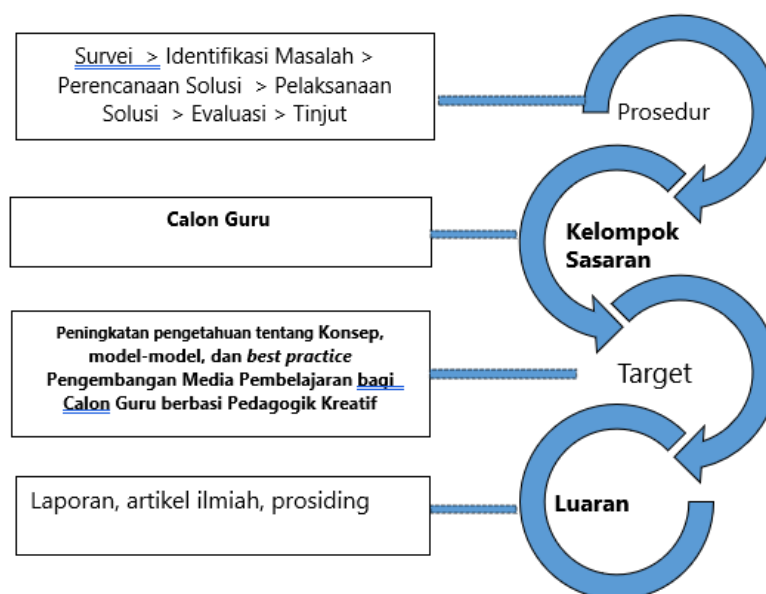 Survei > Identifikasi Masalah >
Perencanaan Solusi > Pelaksanaan
Solusi > Evaluasi > Tinjut
Prosedur
Calon Guru
Kelompok
Sasaran
Peningkatan pengetahuan tentang Konsep,
model-model, dan best practice
Pengembangan Media Pembelajaran bagi
Calon Guru berbasi Pedagogik Kreatif
Target
Laporan, artikel ilmiah, prosiding
Luaran